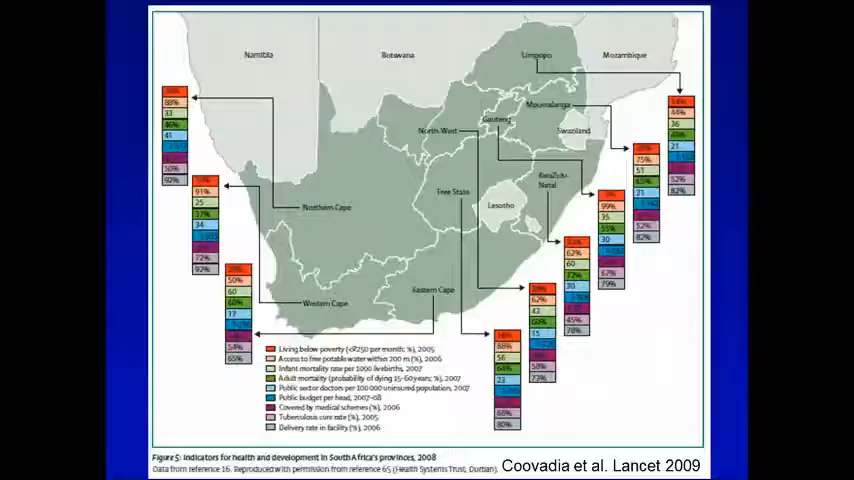 Namibia
Botswana
Limpopo
Mozambique
Mpumalanga
Gauteng
North West
Swaziland
KwaZulu-
Natal
Free State
Lesotho
Northern Cape
Western Cape
Eastern Cape
88%
33
46%
41
50%
92%
91%
25
37%
34
72%
92%
50%
60
60%
17
54%
65%
44%
36
21
52%
82%
75%
51
65%
21
52%
82%
99%
35
55%
30
67%
79%
62%
60
72%
30
45%
78%
62%
43
15
58%
73%
88%
56
64%
23
68%
80%
Living below poverty (<R250 per month; %), 2005
Access to free potable water within 200 m (%), 2006
Infant mortality rate per 1000 livebirths, 2007
Adult mortality (probability of dying 15–60 years; %), 2007
Public sector doctors per 100 000 uninsured population, 2007
Public budget per head, 2007–08
Covered by medical schemes (%), 2006
Tuberculosis cure rate (%), 2005
Delivery rate in facility (%), 2006
Figure 5: Indicators for health and development in South Africa's provinces, 2008
Data from reference 16. Reproduced with permission from reference 65 (Health Systems Trust, Durban).
Coovadia et al. Lancet 2009